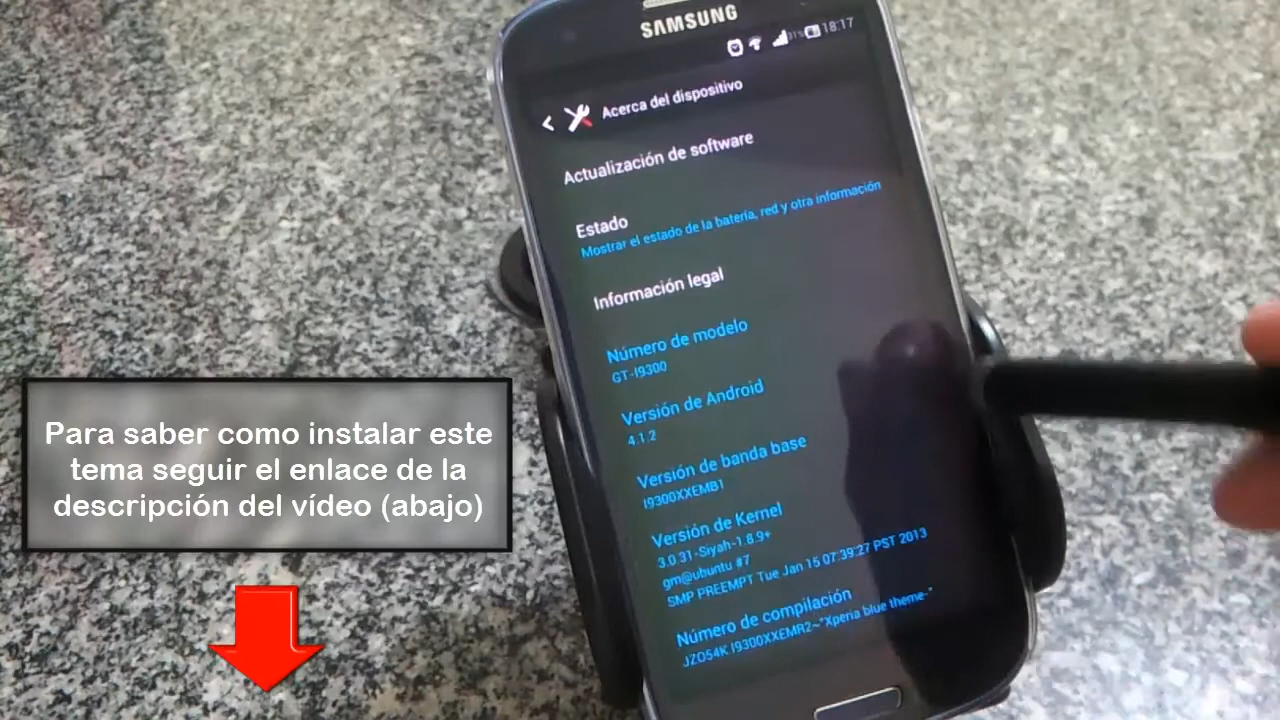 SAMSUNG
31% 18:17
Acerca del dispositivo
Actualización de software
Estado
Mostrar el estado de la batería, red y otra información
Información legal
Número de modelo
GT-I9300
Versión de Android
4.1.2
Versión de banda base
I9300XXEMB1
Versión de Kernel
3.0.31-Siyah-1.8.9+
gm@ubuntu #7
SMP PREEMPT Tue Jan 15 07:39:27 PST 2013
Número de compilación
JZO54K.I9300XXEMR2~"Xperia blue theme-"
Para saber como instalar este
tema seguir el enlace de la
descripción del vídeo (abajo)